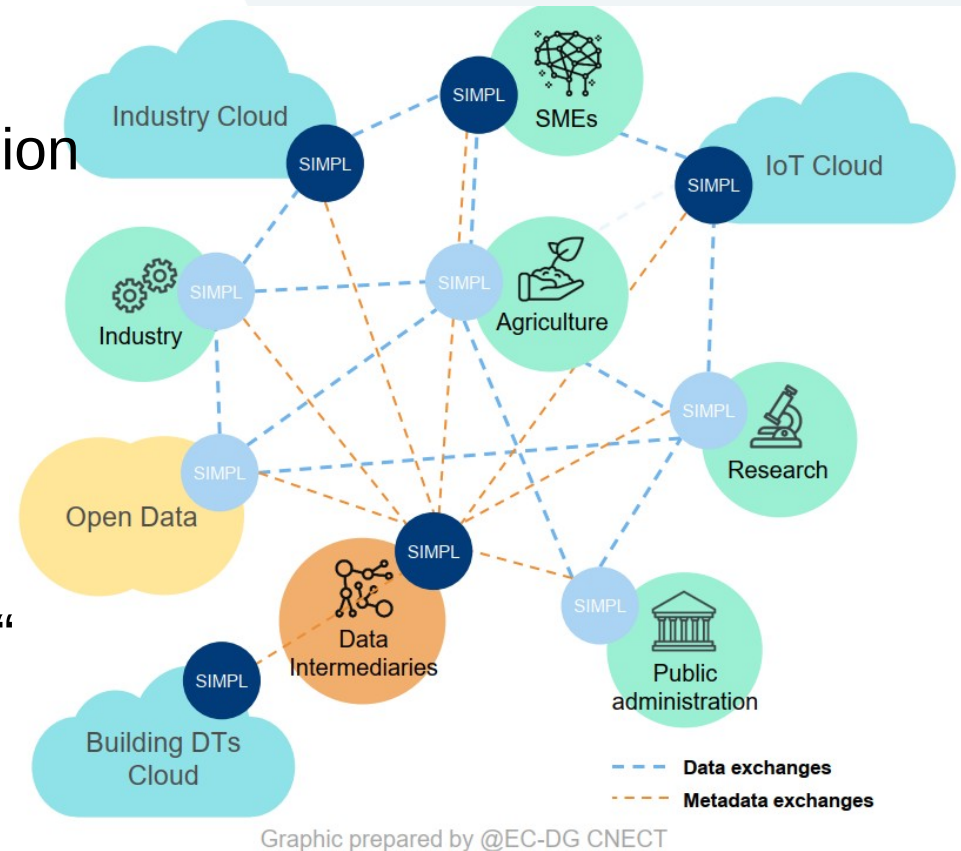 SIMPL
SMEs
Industry Cloud
ion
SIMPL
SIMPL
IoT Cloud
SIMPL
Industry
SIMPL
Agriculture
SIMPL
Research
SIMPL
Open Data
SIMPL
Data
Intermediaries
“
SIMPL
Public
administration
SIMPL
Building DTs
Cloud
Data exchanges
Metadata exchanges
Graphic prepared by @EC-DG CNECT